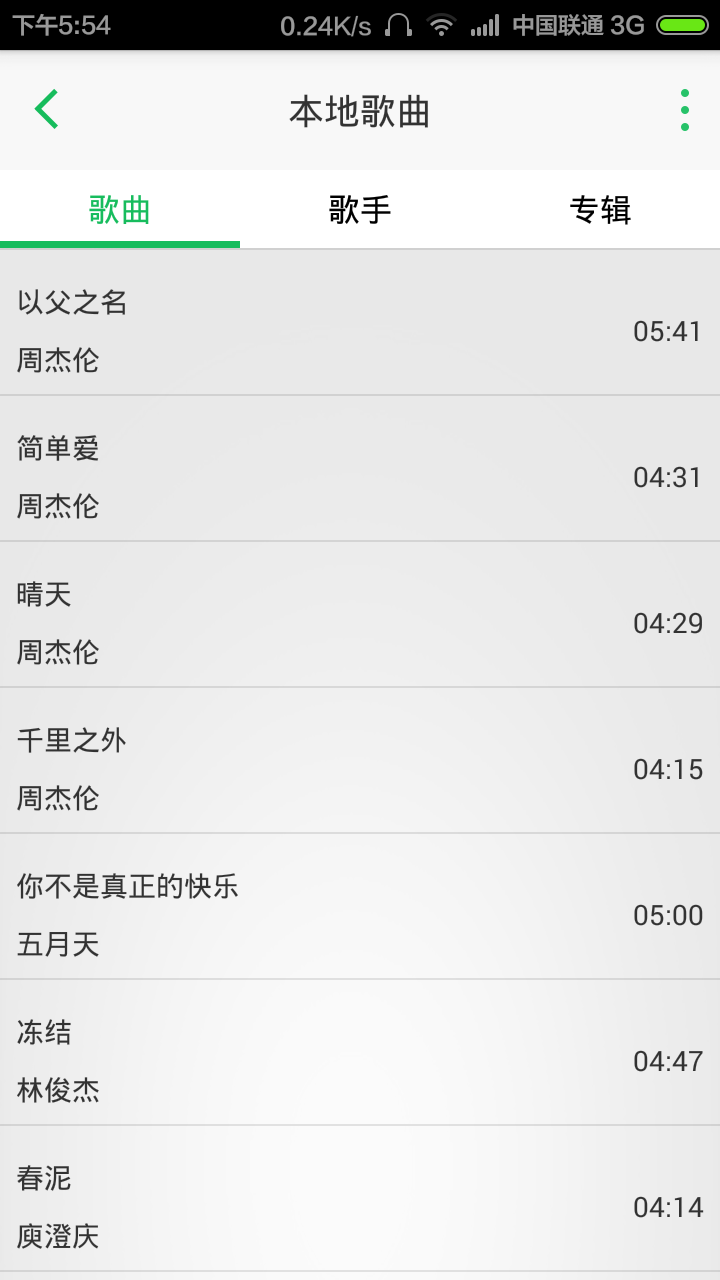 下午5:54 0.24K/s 中国联通 3G
本地歌曲
歌曲 歌手 专辑
以父之名
05:41
周杰伦
简单爱
04:31
周杰伦
晴天
04:29
周杰伦
千里之外
04:15
周杰伦
你不是真正的快乐
05:00
五月天
冻结
04:47
林俊杰
春泥
04:14
庾澄庆